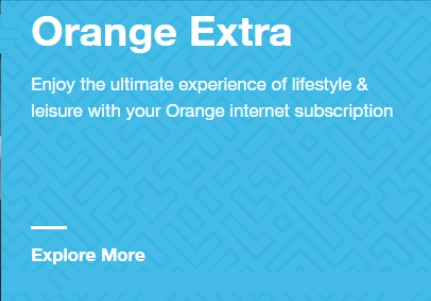 Orange Extra
Enjoy the ultimate experience of lifestyle &
leisure with your Orange internet subscription
Explore More